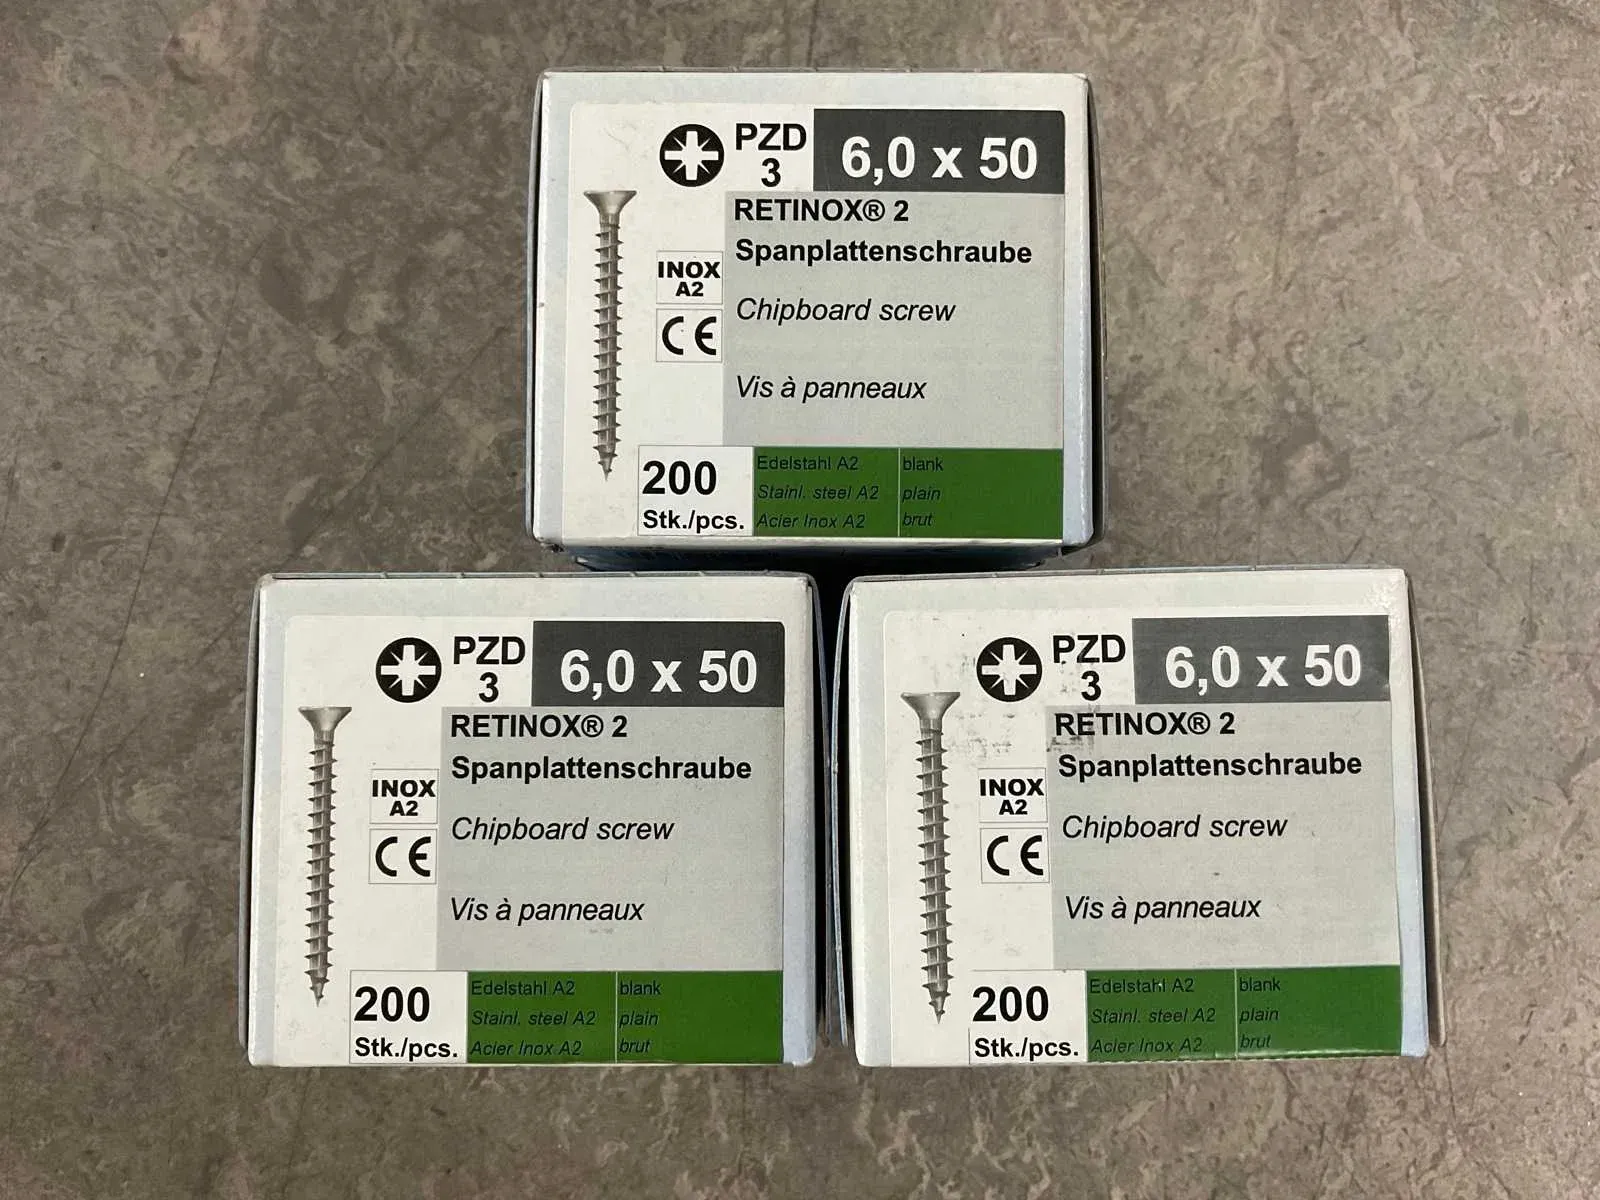 PZD
3
6,0 x 50
RETINOX® 2
Spanplattenschraube
INOX
A2
Chipboard screw
CE
Vis à panneaux
200
Stk./pcs.
Edelstahl A2 blank
Stainl. steel A2 plain
Acier Inox A2 brut
PZD
3
6,0 x 50
RETINOX® 2
Spanplattenschraube
INOX
A2
Chipboard screw
CE
Vis à panneaux
200
Stk./pcs.
Edelstahl A2 blank
Stainl. steel A2 plain
Acier Inox A2 brut
PZD
3
6,0 x 50
RETINOX® 2
Spanplattenschraube
INOX
A2
Chipboard screw
CE
Vis à panneaux
200
Stk./pcs.
Edelstahl A2 blank
Stainl. steel A2 plain
Acier Inox A2 brut